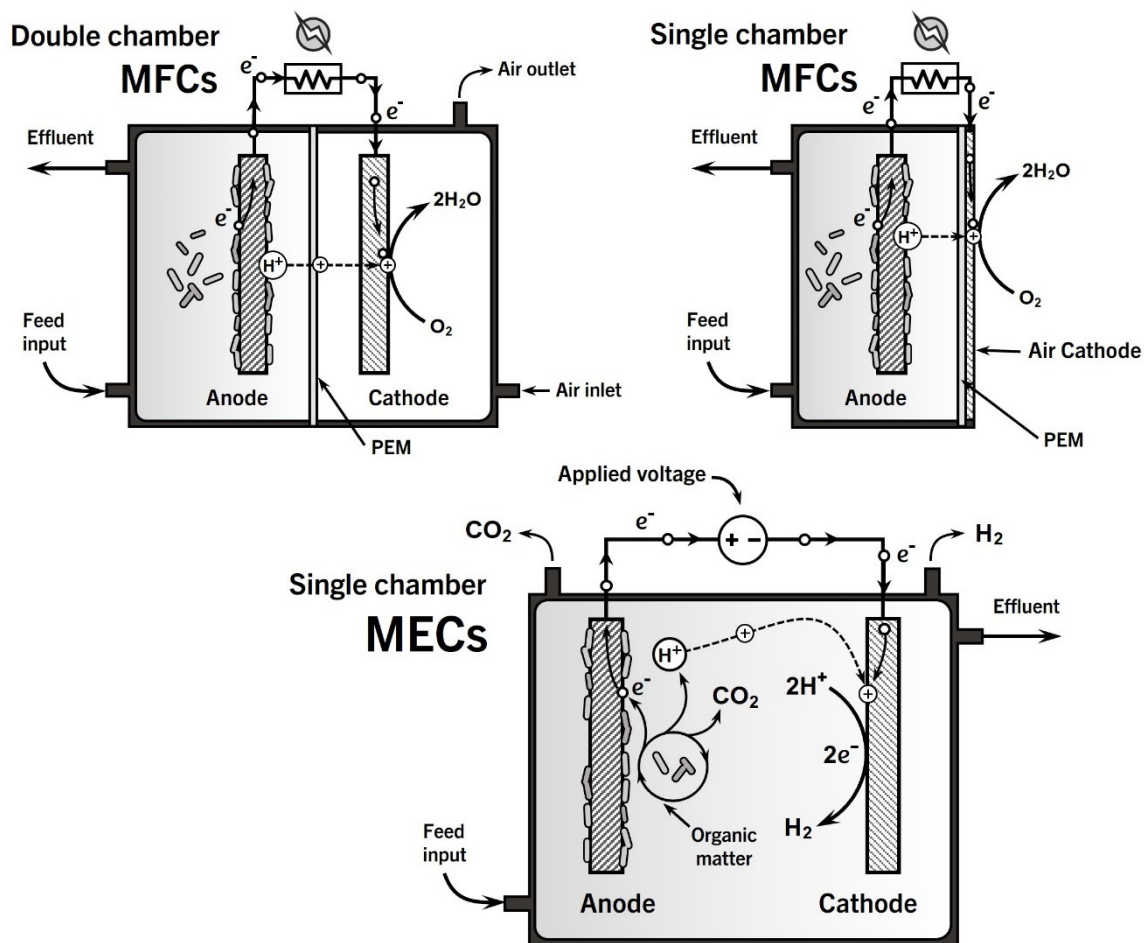 Double chamber
MFCs
e-
e-
Air outlet
Effluent
e-
H+
+
+
2H2O
O2
Feed
input
Anode
Cathode
Air inlet
PEM
Single chamber
MFCs
e-
e-
Effluent
e-
H+
+
2H2O
O2
Feed
input
Air Cathode
Anode
PEM
Applied voltage
CO2
e-
+ -
e-
H2
Single chamber
MECs
Effluent
H+
+
e-
CO2
2H+
+
2e-
H2
Organic
matter
Feed
input
Anode
Cathode